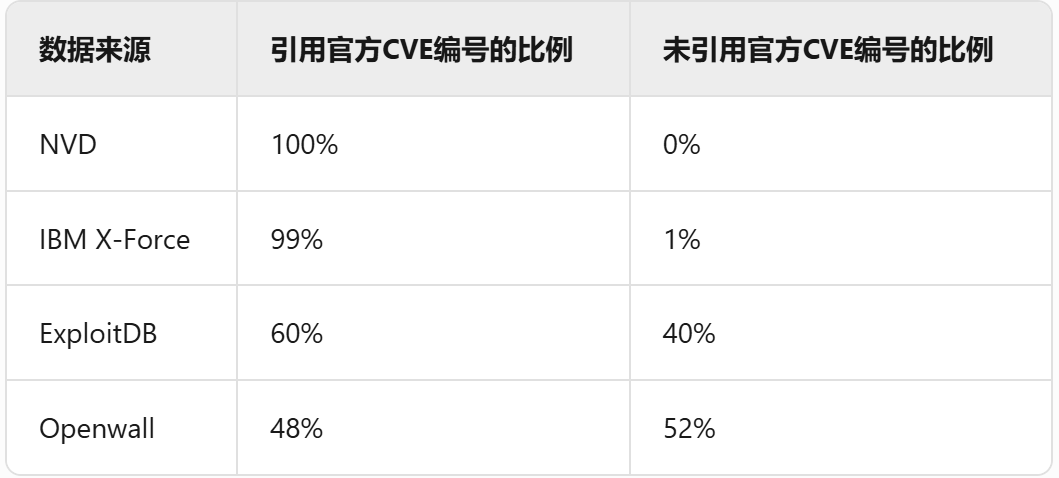 数据来源 引用官方CVE编号的比例 未引用官方CVE编号的比例
NVD 100% 0%
IBM X-Force 99% 1%
ExploitDB 60% 40%
Openwall 48% 52%